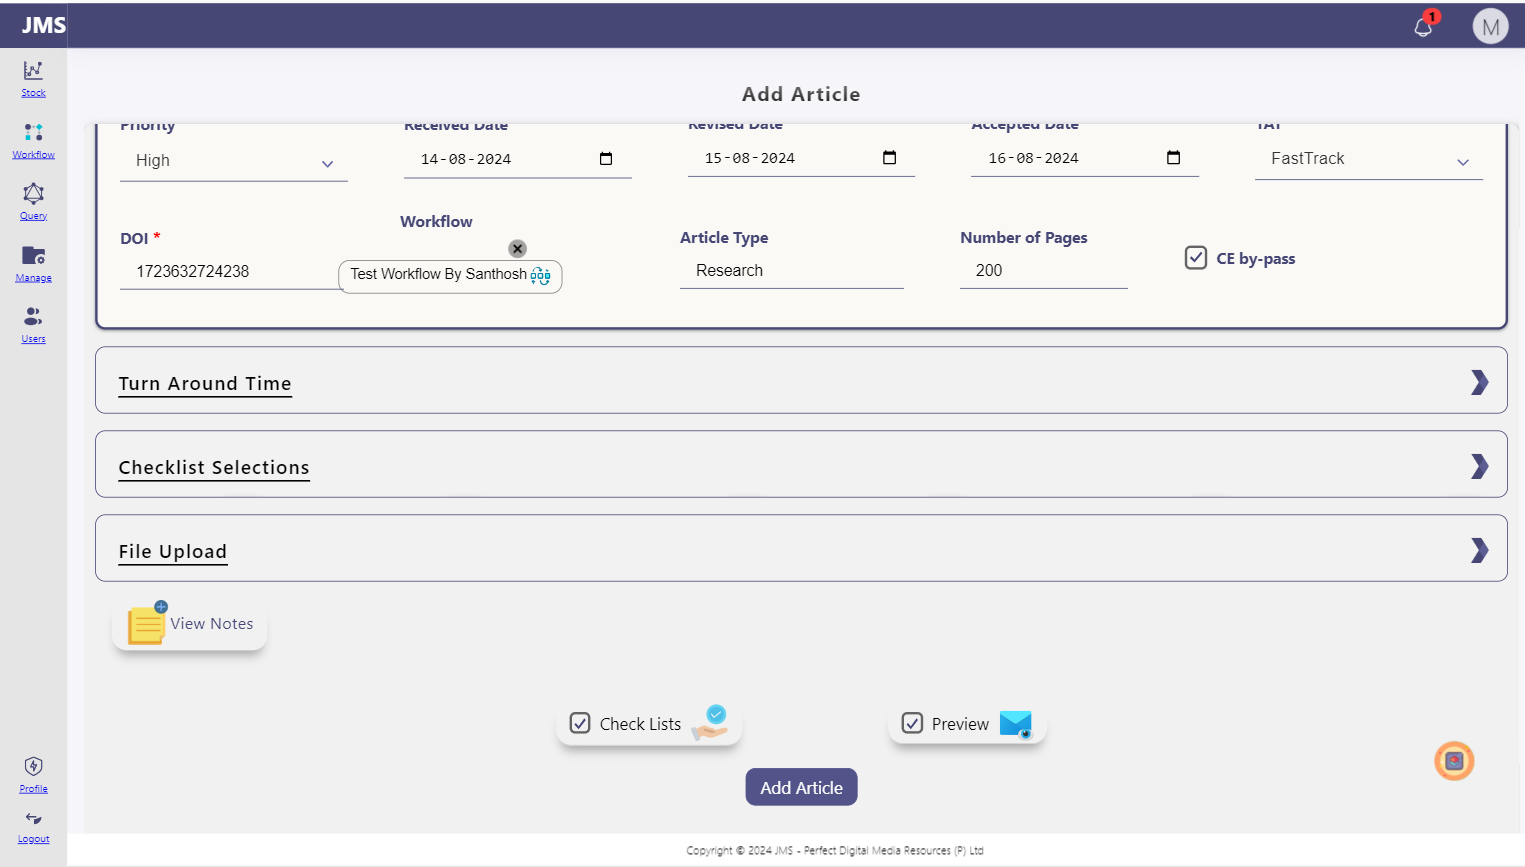 JMS
1
M
Stock
Workflow
Query
Manage
Users
Profile
Logout
Add Article
Priority Received Date Revised Date Accepted Date TAT
High 14-08-2024 15-08-2024 16-08-2024 FastTrack
DOI * Workflow Article Type Number of Pages
1723632724238 Test Workflow By Santhosh Research 200 CE by-pass
Turn Around Time
Checklist Selections
File Upload
View Notes
Check Lists Preview
Add Article
Copyright © 2024 JMS - Perfect Digital Media Resources (P) Ltd